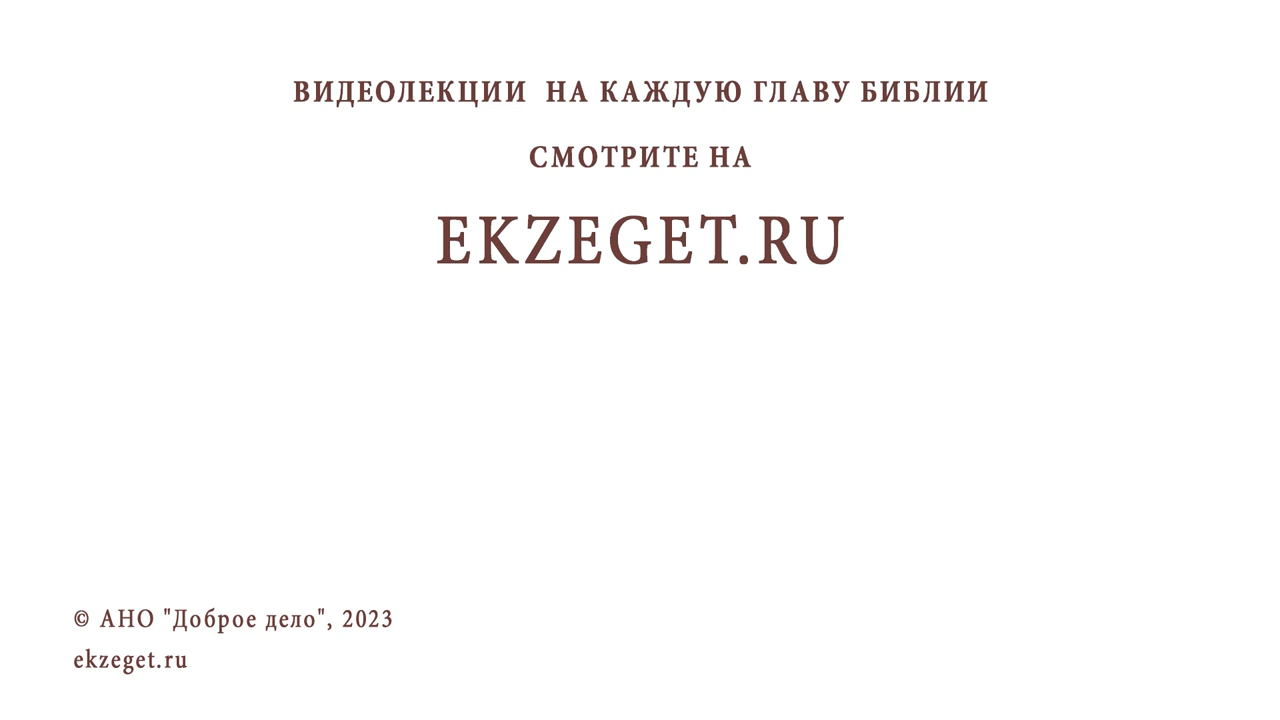 ВИДЕОЛЕКЦИИ НА КАЖДУЮ ГЛАВУ БИБЛИИ
СМОТРИТЕ НА
EKZEGET.RU
© АНО "Доброе дело", 2023
ekzeget.ru